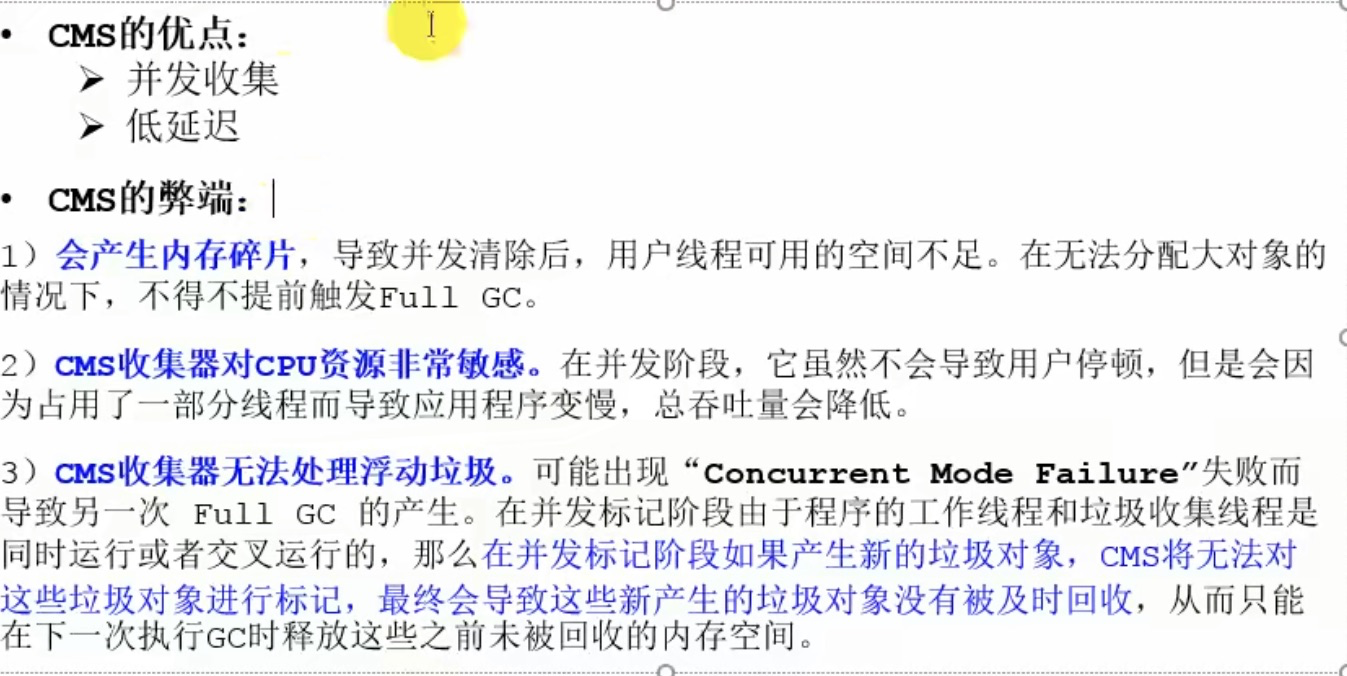 • CMS的优点：
➢ 并发收集
➢ 低延迟
• CMS的弊端：
1）会产生内存碎片，导致并发清除后，用户线程可用的空间不足。在无法分配大对象的
情况下，不得不提前触发Full GC。
2）CMS收集器对CPU资源非常敏感。在并发阶段，它虽然不会导致用户停顿，但是会因
为占用了一部分线程而导致应用程序变慢，总吞吐量会降低。
3）CMS收集器无法处理浮动垃圾。可能出现“Concurrent Mode Failure”失败而
导致另一次 Full GC 的产生。在并发标记阶段由于程序的工作线程和垃圾收集线程是
同时运行或者交叉运行的，那么在并发标记阶段如果产生新的垃圾对象，CMS将无法对
这些垃圾对象进行标记，最终会导致这些新产生的垃圾对象没有被及时回收，从而只能
在下一次执行GC时释放这些之前未被回收的内存空间。